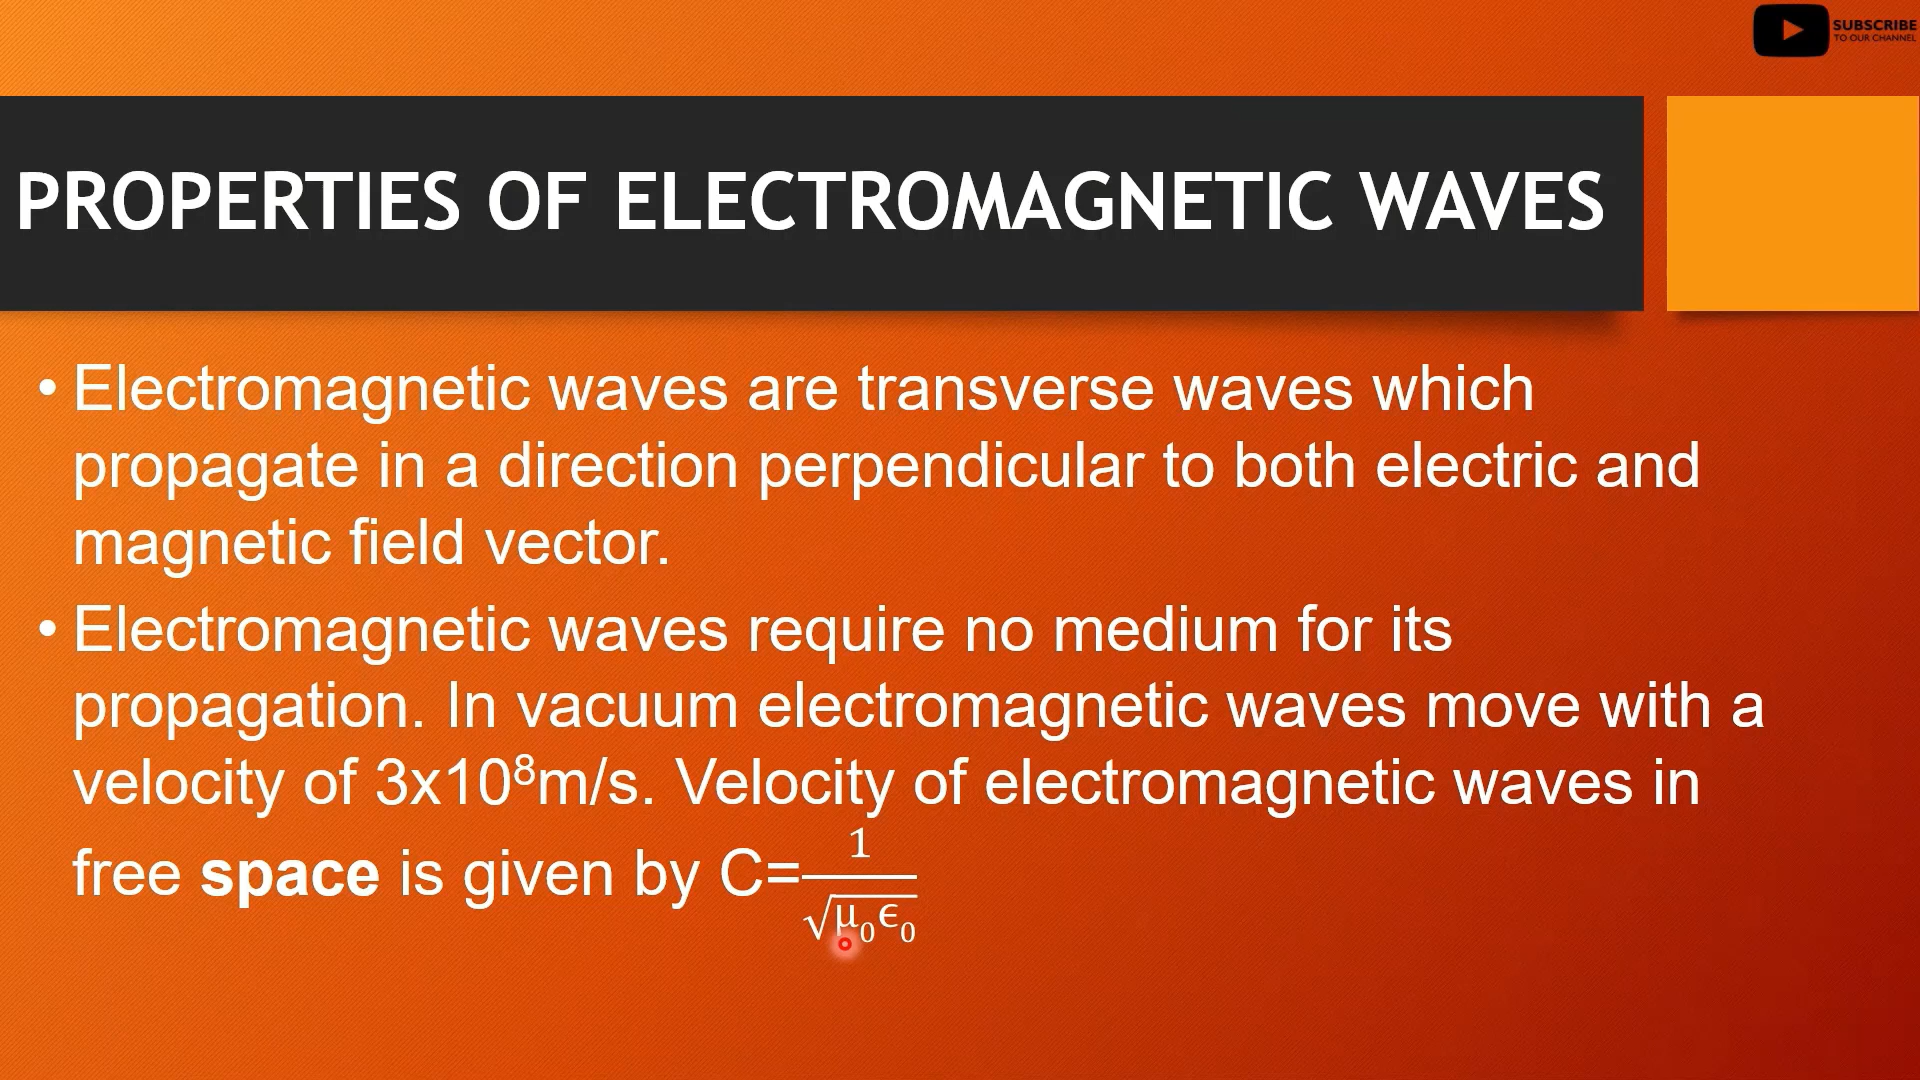 SUBSCRIBE
TO OUR CHANNEL
PROPERTIES OF ELECTROMAGNETIC WAVES
• Electromagnetic waves are transverse waves which
propagate in a direction perpendicular to both electric and
magnetic field vector.
• Electromagnetic waves require no medium for its
propagation. In vacuum electromagnetic waves move with a
velocity of 3x10⁸m/s. Velocity of electromagnetic waves in
free space is given by C=1/√μ₀ϵ₀